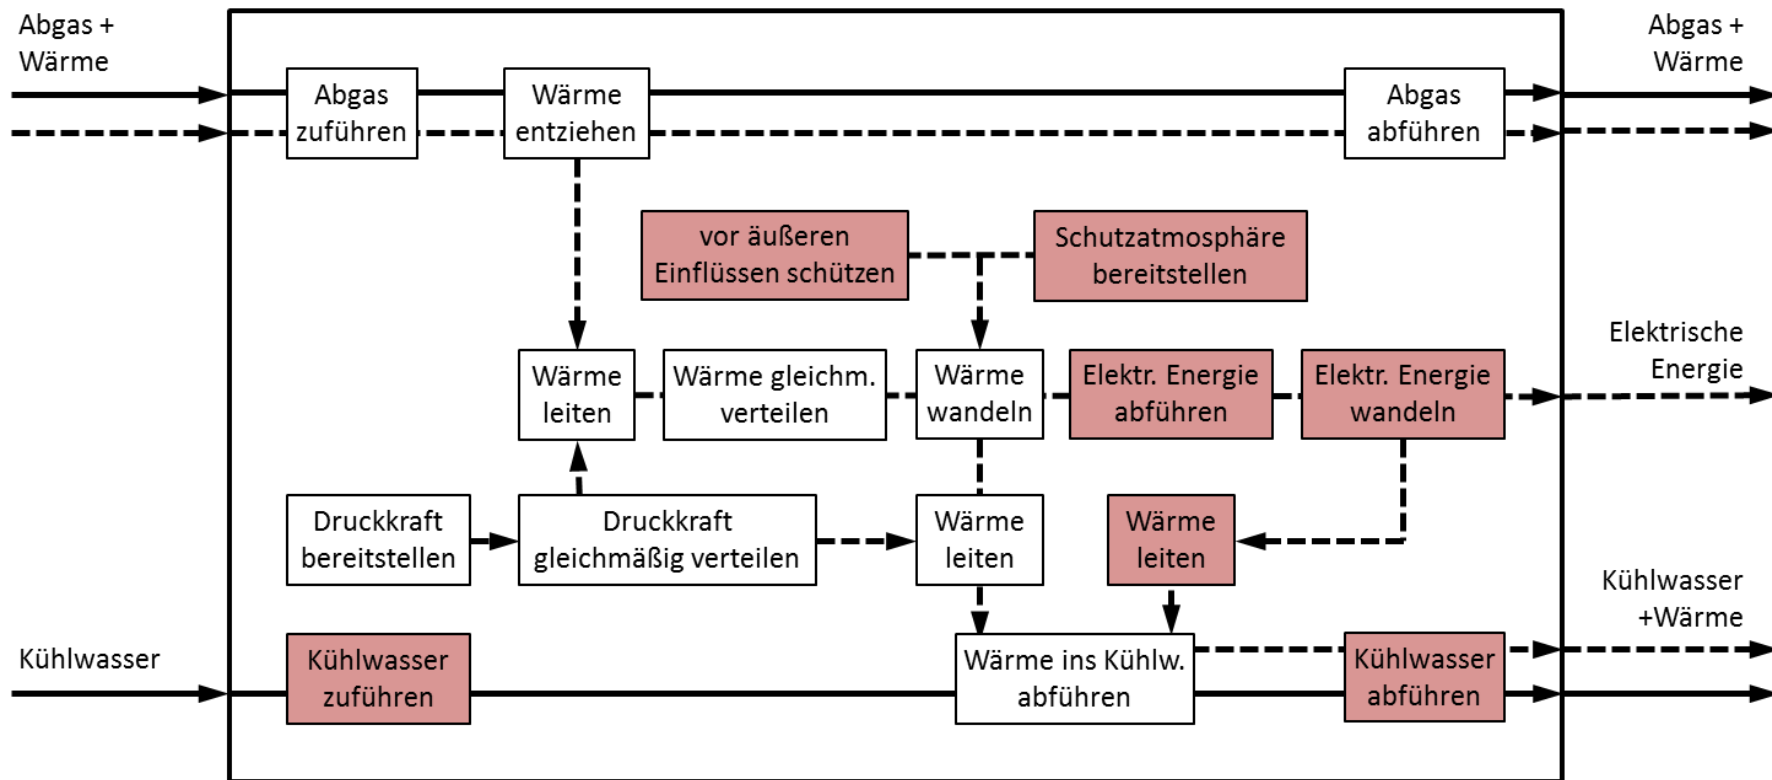 Abgas +
Wärme
Abgas
zuführen
Wärme
entziehen
Abgas
abführen
Abgas +
Wärme
vor äußeren
Einflüssen schützen
Schutzatmosphäre
bereitstellen
Wärme
leiten
Wärme gleichm.
verteilen
Wärme
wandeln
Elektr. Energie
abführen
Elektr. Energie
wandeln
Elektrische
Energie
Druckkraft
bereitstellen
Druckkraft
gleichmäßig verteilen
Wärme
leiten
Wärme
leiten
Kühlwasser
Kühlwasser
zuführen
Wärme ins Kühlw.
abführen
Kühlwasser
abführen
Kühlwasser
+Wärme